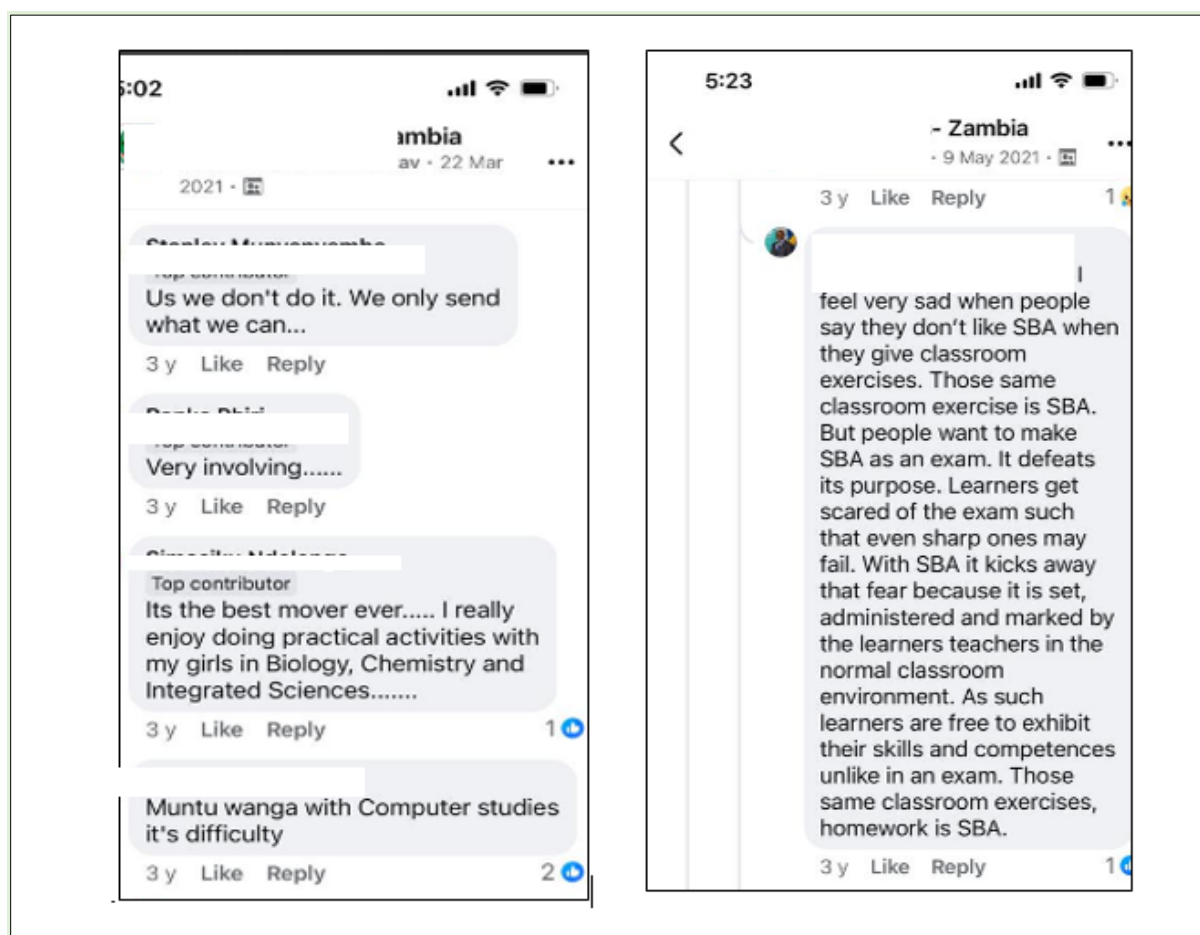 5:02
ambia
av · 22 Mar
2021 ·
Top contributor
Us we don't do it. We only send
what we can...
3 y Like Reply
Top contributor
Very involving......
3 y Like Reply
Top contributor
Its the best mover ever..... I really
enjoy doing practical activities with
my girls in Biology, Chemistry and
Integrated Sciences.......
3 y Like Reply 1
Muntu wanga with Computer studies
it's difficulty
3 y Like Reply 2
5:23
- Zambia
· 9 May 2021 ·
3 y Like Reply 1
I
feel very sad when people
say they don't like SBA when
they give classroom
exercises. Those same
classroom exercise is SBA.
But people want to make
SBA as an exam. It defeats
its purpose. Learners get
scared of the exam such
that even sharp ones may
fail. With SBA it kicks away
that fear because it is set,
administered and marked by
the learners teachers in the
normal classroom
environment. As such
learners are free to exhibit
their skills and competences
unlike in an exam. Those
same classroom exercises,
homework is SBA.
3 y Like Reply 1